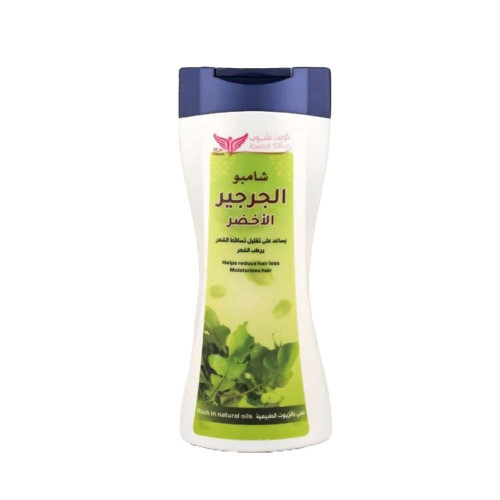 كويت شوب
Kuwait Shop
شامبو
الجرجير
الأخضر
يساعد على تقليل تساقط الشعر
يرطب الشعر
Helps reduce hair loss
Moisturizes hair
Rich in natural oils غني بالزيوت الطبيعية